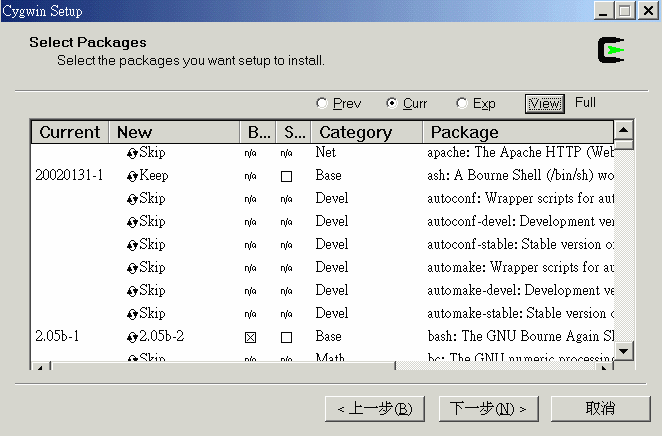 Cygwin Setup
Select Packages
Select the packages you want setup to install.
Prev Curr Exp View Full
Current New B... S... Category Package
Skip n/a n/a Net apache: The Apache HTTP (Web
20020131-1 Keep n/a Base ash: A Bourne Shell (/bin/sh) wo
Skip n/a n/a Devel autoconf: Wrapper scripts for aut
Skip n/a n/a Devel autoconf-devel: Development ver
Skip n/a n/a Devel autoconf-stable: Stable version o
Skip n/a n/a Devel automake: Wrapper scripts for au
Skip n/a n/a Devel automake-devel: Development ve
Skip n/a n/a Devel automake-stable: Stable version o
2.05b-1 2.05b-2 Base bash: The GNU Bourne Again Sh
Skip n/a n/a Math bc: The GNU numeric processing
< 上一步(B) 下一步(N) > 取消